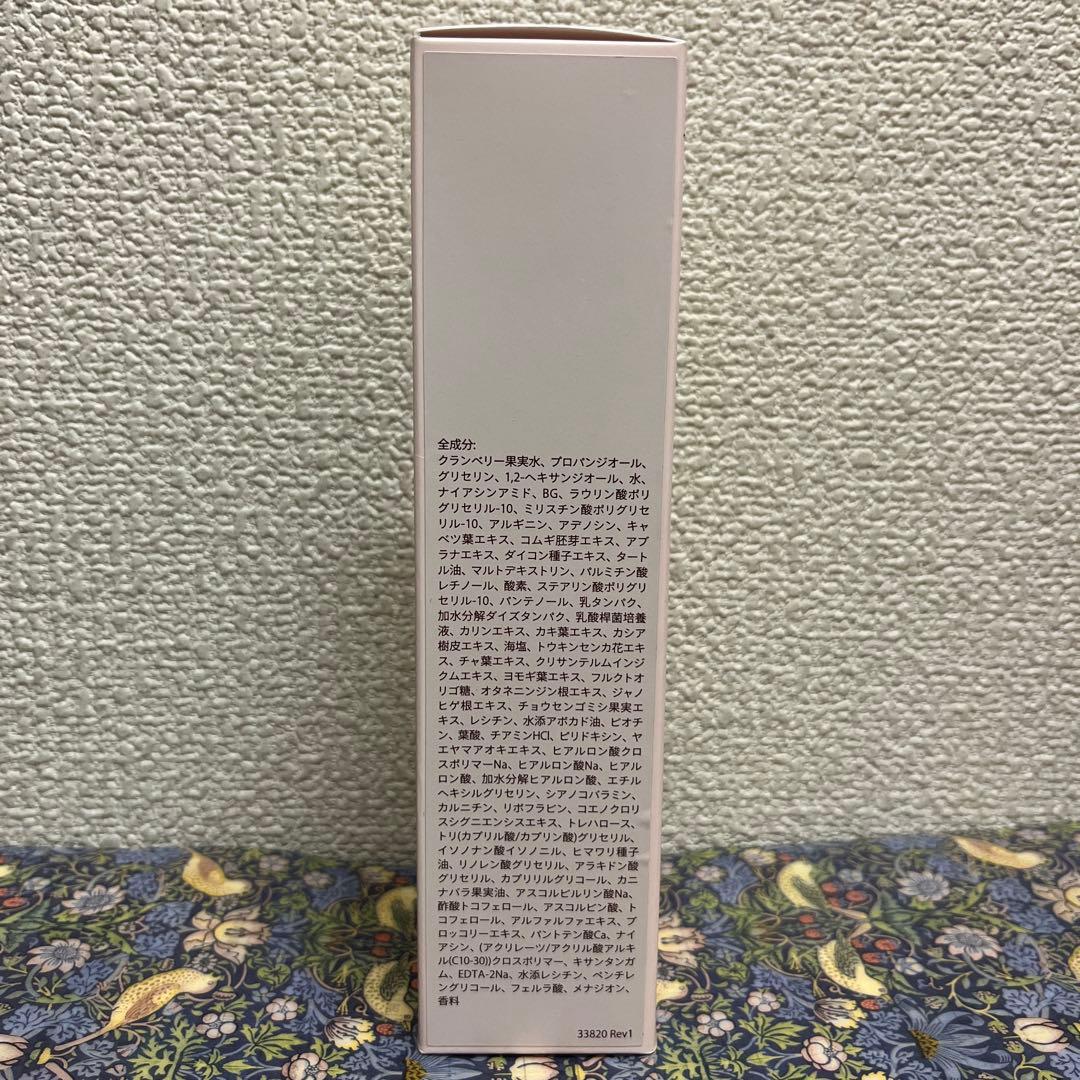 全成分:
クランベリー果実水、プロパンジオール、
グリセリン、1,2-ヘキサンジオール、水、
ナイアシンアミド、BG、ラウリン酸ポリ
グリセリル-10、ミリスチン酸ポリグリセ
リル-10、アルギニン、アデノシン、キャ
ベツ葉エキス、コムギ胚芽エキス、アブ
ラナエキス、ダイコン種子エキス、タート
ル油、マルトデキストリン、パルミチン酸
レチノール、酸素、ステアリン酸ポリグリ
セリル-10、パンテノール、乳タンパク、
加水分解ダイズタンパク、乳酸桿菌培養
液、カリンエキス、カキ葉エキス、カシア
樹皮エキス、海塩、トウキンセンカ花エキ
ス、チャ葉エキス、クリサンテルムインジ
クムエキス、ヨモギ葉エキス、フルクトオ
リゴ糖、オタネニンジン根エキス、ジャノ
ヒゲ根エキス、チョウセンゴミシ果実エ
キス、レシチン、水添アボカド油、ビオチ
ン、葉酸、チアミンHCl、ピリドキシン、ヤ
エヤマアオキエキス、ヒアルロン酸クロ
スポリマーNa、ヒアルロン酸Na、ヒアル
ロン酸、加水分解ヒアルロン酸、エチル
ヘキシルグリセリン、シアノコバラミン、
カルニチン、リボフラビン、コエノクロリ
スシグニエンシスエキス、トレハロース、
トリ(カプリル酸/カプリン酸)グリセリル、
イソノナン酸イソノニル、ヒマワリ種子
油、リノレン酸グリセリル、アラキドン酸
グリセリル、カプリリルグリコール、カニ
ナバラ果実油、アスコルビルリン酸Na、
酢酸トコフェロール、アスコルビン酸、ト
コフェロール、アルファルファエキス、ブ
ロッコリーエキス、パントテン酸Ca、ナイ
アシン、(アクリレーツ/アクリル酸アルキ
ル(C10-30))クロスポリマー、キサンタンガ
ム、EDTA-2Na、水添レシチン、ペンチレ
ングリコール、フェルラ酸、メナジオン、
香料
33820 Rev1